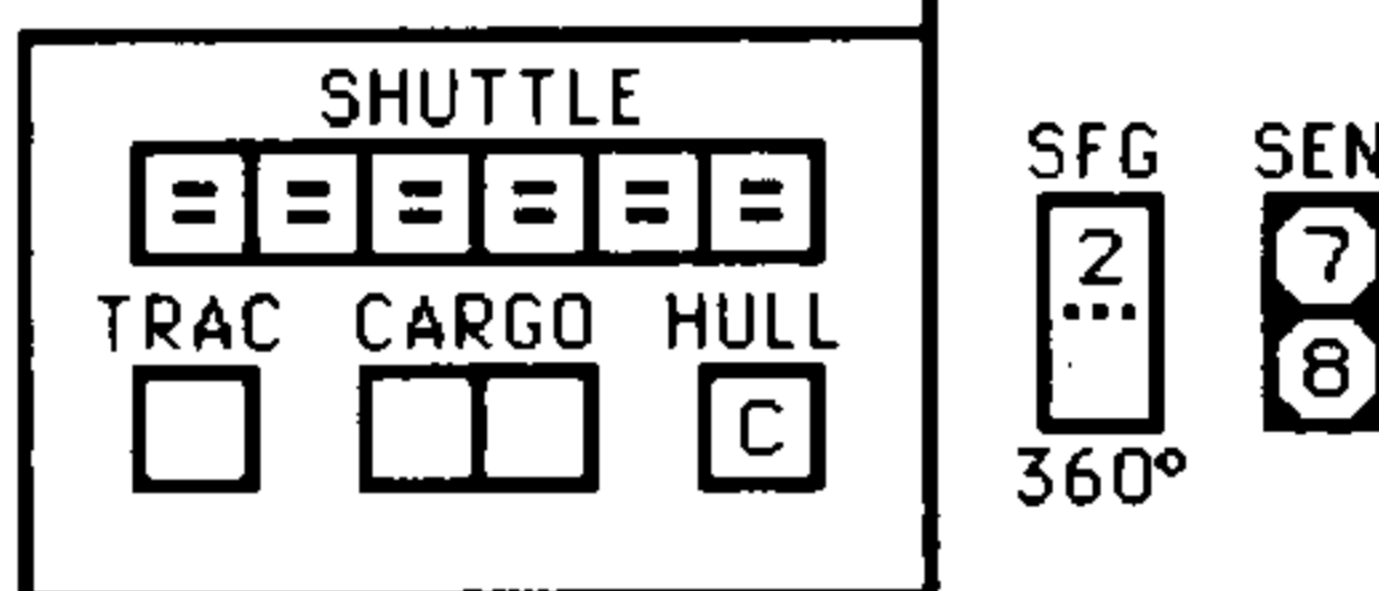 SHUTTLE
= = = = = =
TRAC CARGO HULL
C
SFG
2
...
360°
SEN
7
8